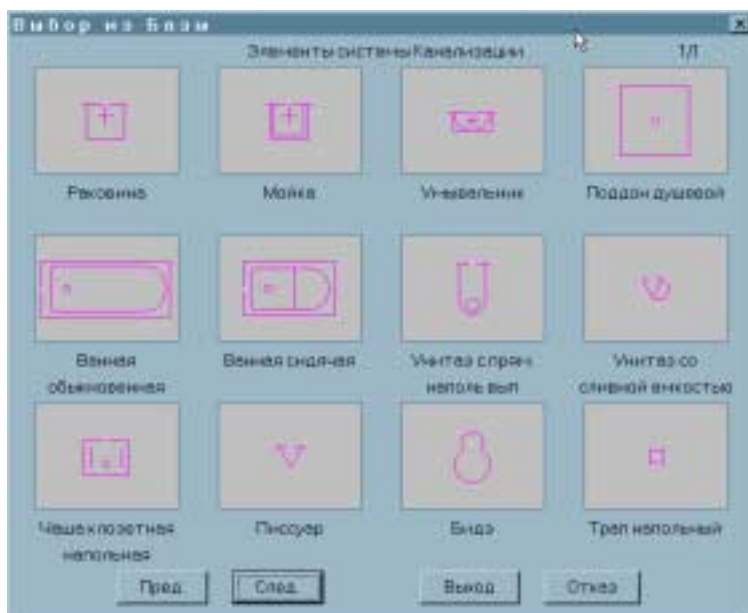 Выбор из Базы
Элементы системы Канализации 1/1
Раковина Мойка Умывальник Поддон душевой
Ванная Ванная сидячая Унитаз с прям Унитаз со
обыкновенная наполь вып сливной емкостью
Чаша клозетная Писсуар Бидэ Трап напольный
напольная
Пред. След. Выход Отказ